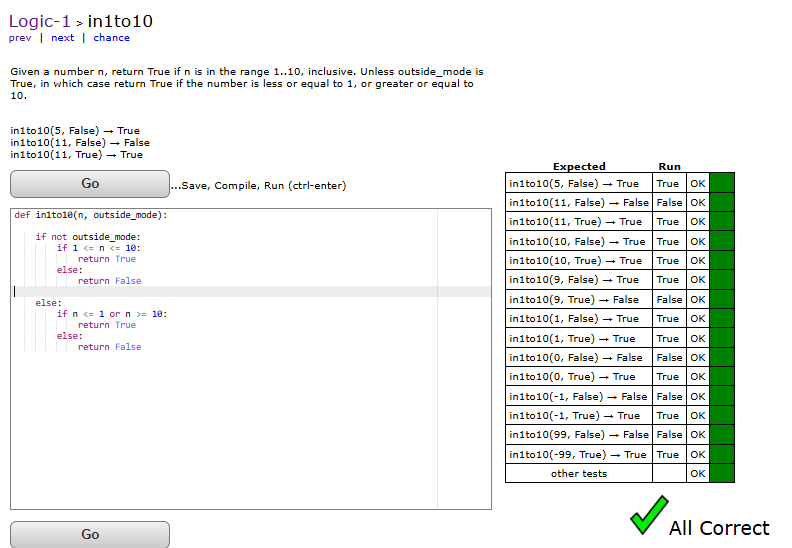 Logic-1 > in1to10
prev | next | chance
Given a number n, return True if n is in the range 1..10, inclusive. Unless outside_mode is
True, in which case return True if the number is less or equal to 1, or greater or equal to
10.
in1to10(5, False) → True
in1to10(11, False) → False
in1to10(11, True) → True
Go
...Save, Compile, Run (ctrl-enter)
def in1to10(n, outside_mode):
if not outside_mode:
if 1 <= n <= 10:
return True
else:
return False
else:
if n <= 1 or n >= 10:
return True
else:
return False
Go
Expected Run
in1to10(5, False) → True True OK
in1to10(11, False) → False False OK
in1to10(11, True) → True True OK
in1to10(10, False) → True True OK
in1to10(10, True) → True True OK
in1to10(9, False) → True True OK
in1to10(9, True) → False False OK
in1to10(1, False) → True True OK
in1to10(1, True) → True True OK
in1to10(0, False) → False False OK
in1to10(0, True) → True True OK
in1to10(-1, False) → False False OK
in1to10(-1, True) → True True OK
in1to10(99, False) → False False OK
in1to10(-99, True) → True True OK
other tests OK
All Correct